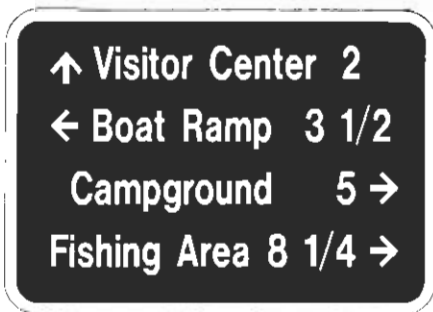 ↑ Visitor Center 2
← Boat Ramp 3 1/2
Campground 5 →
Fishing Area 8 1/4 →